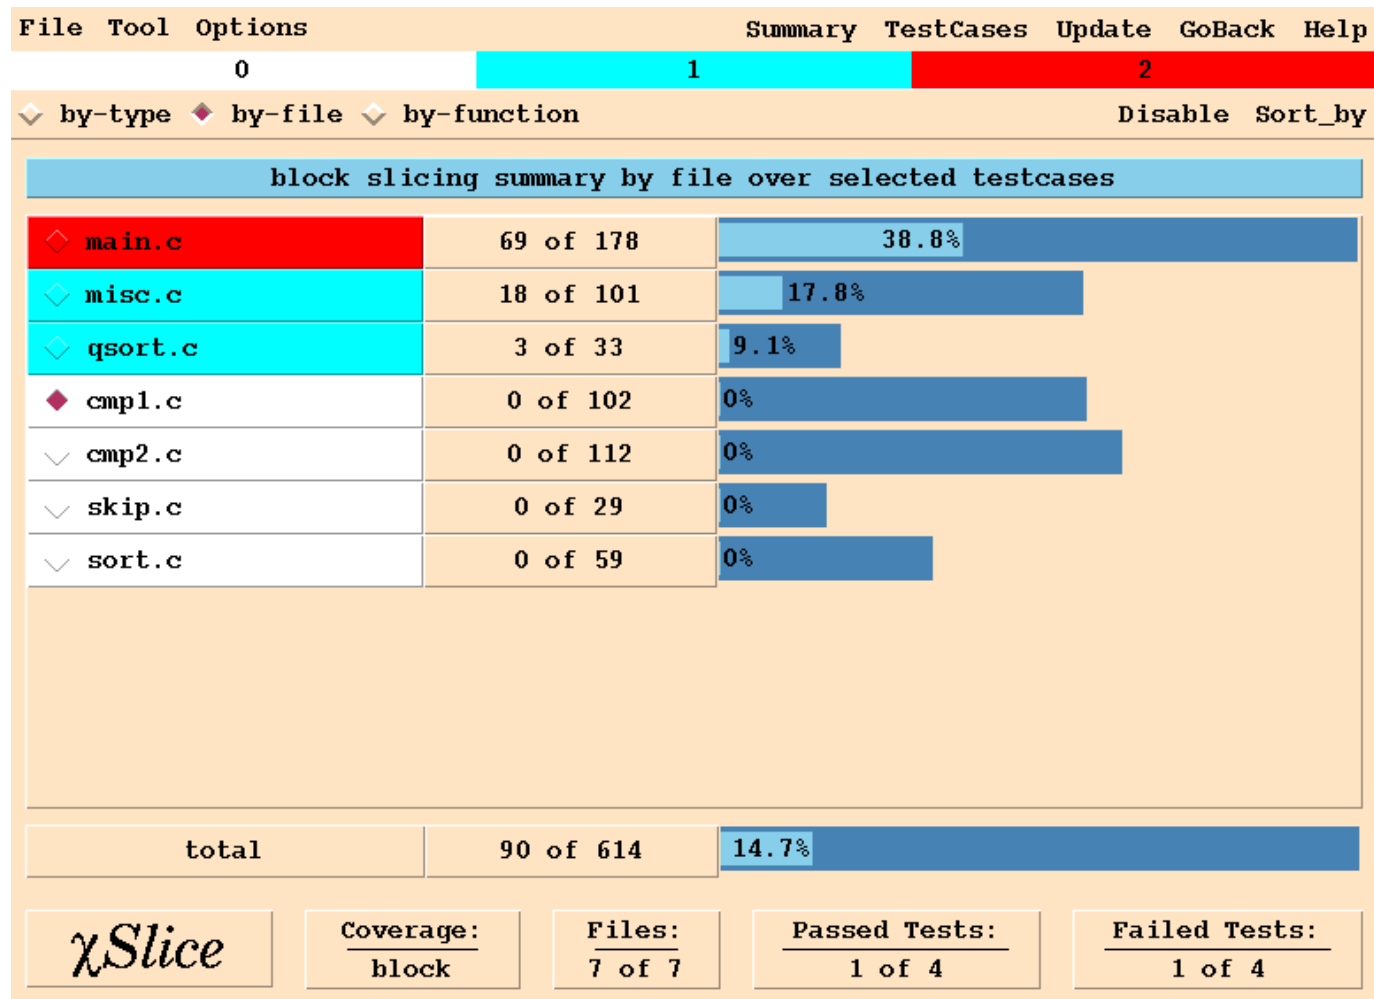 File Tool Options Summary TestCases Update GoBack Help
0 1 2
by-type by-file by-function Disable Sort_by
block slicing summary by file over selected testcases
main.c 69 of 178 38.8%
misc.c 18 of 101 17.8%
qsort.c 3 of 33 9.1%
cmp1.c 0 of 102 0%
cmp2.c 0 of 112 0%
skip.c 0 of 29 0%
sort.c 0 of 59 0%
total 90 of 614 14.7%
χSlice Coverage: Files: Passed Tests: Failed Tests:
block 7 of 7 1 of 4 1 of 4